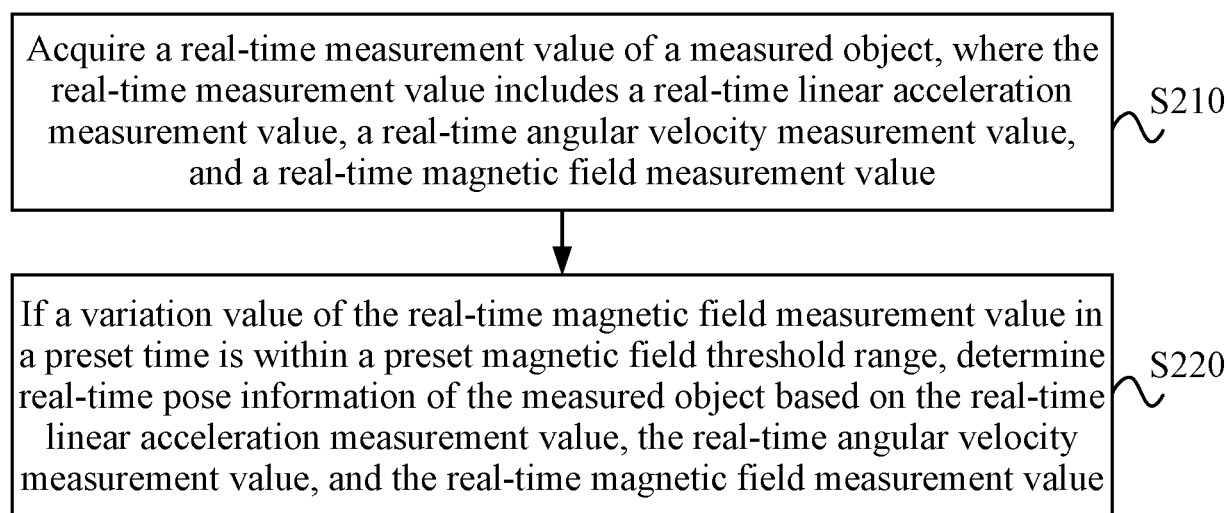 Acquire a real-time measurement value of a measured object, where the
real-time measurement value includes a real-time linear acceleration
measurement value, a real-time angular velocity measurement value,
and a real-time magnetic field measurement value
S210
If a variation value of the real-time magnetic field measurement value in
a preset time is within a preset magnetic field threshold range, determine
real-time pose information of the measured object based on the real-time
linear acceleration measurement value, the real-time angular velocity
measurement value, and the real-time magnetic field measurement value
S220